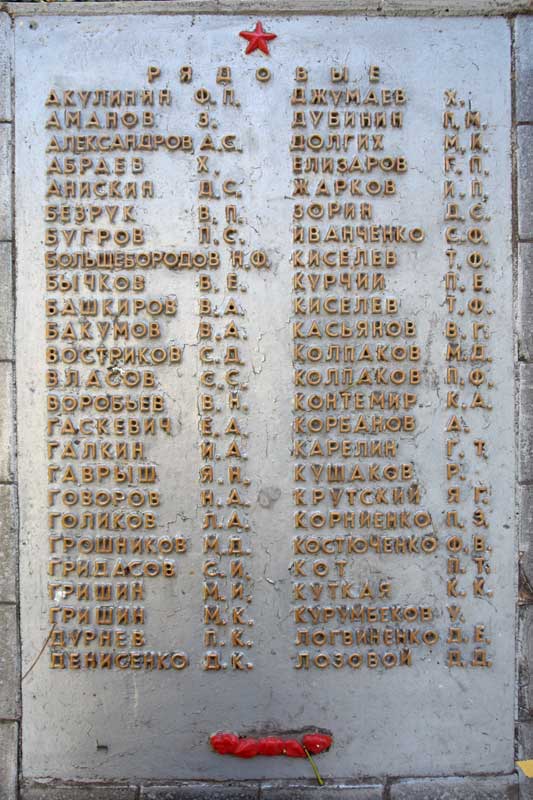 РЯДОВЫЕ
АКУЛИНИН Ф.П.
АМАНОВ З.
АЛЕКСАНДРОВ А.С.
АБРАЕВ Х.
АНИСКИН Д.С.
БЕЗРУК В.П.
БУГРОВ П.С.
БОЛЬШЕБОРОДОВ Н.Ф.
БЫЧКОВ В.Е.
БАШКИРОВ В.А.
БАКУМОВ В.А.
ВОСТРИКОВ С.Д
ВЛАСОВ С.С.
ВОРОБЬЕВ В.Н.
ГАСКЕВИЧ Е.А.
ГАЛКИН И.А.
ГАВРЫШ Я.Н.
ГОВОРОВ Н.А.
ГОЛИКОВ Л.А.
ГРОШНИКОВ М.Д.
ГРИДАСОВ С.И.
ГРИШИН М.И.
ГРИШИН М.К.
ДУРНЕВ П.К.
ДЕНИСЕНКО Д.К.
ДЖУМАЕВ Х.
ДУБИНИН П.М.
ДОЛГИХ М.К.
ЕЛИЗАРОВ Г.П.
ЖАРКОВ И.П.
ЗОРИН Д.С.
ИВАНЧЕНКО С.Ф.
КИСЕЛЕВ Т.Ф.
КУРЧИЙ П.Е.
КИСЕЛЕВ Т.Ф.
КАСЬЯНОВ В.Г.
КОЛПАКОВ М.Д.
КОЛПАКОВ П.Ф.
КОНТЕМИР К.А.
КОРБАНОВ А.
КАРЕЛИН Г.Т.
КУШАКОВ Р.
КРУТСКИЙ Я.Г.
КОРНИЕНКО П.Э.
КОСТЮЧЕНКО Ф.В.
КОТ П.Т.
КУТКАЯ К.К.
КУРУМБЕКОВ У.
ЛОГВИНЕНКО Д.Е.
ЛОЗОВОЙ Д.Д.